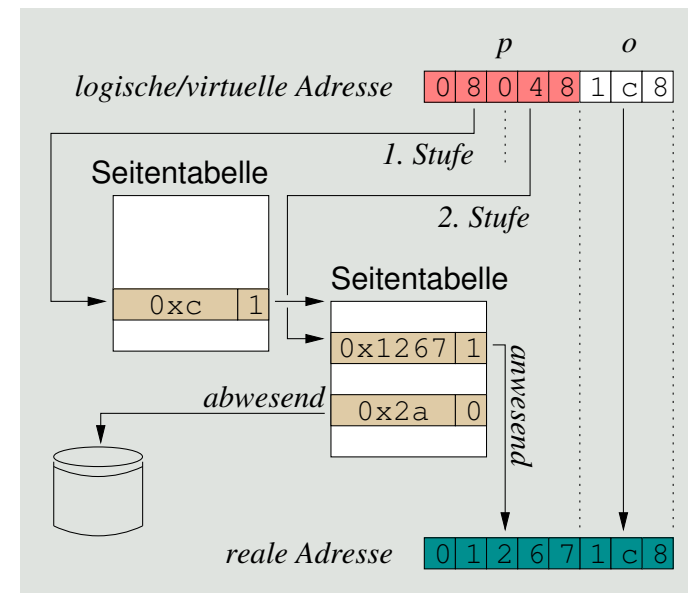 p o
logische/virtuelle Adresse 0 8 0 4 8 1 c 8
1. Stufe
Seitentabelle
2. Stufe
Seitentabelle
0xc 1
0x1267 1
anwesend
abwesend
0x2a 0
reale Adresse 0 1 2 6 7 1 c 8